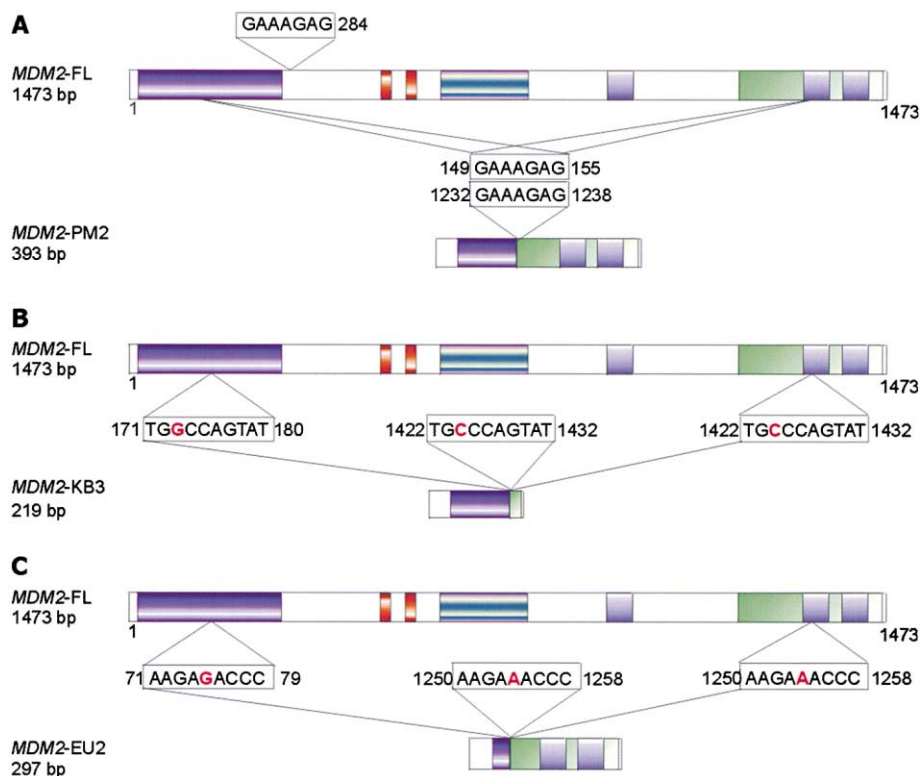 A
GAAAGAG 284
MDM2-FL
1473 bp
1
1473
149 GAAAGAG 155
1232 GAAAGAG 1238
MDM2-PM2
393 bp
B
MDM2-FL
1473 bp
1
1473
171 TGGCCAGTAT 180
1422 TGCCCAGTAT 1432
1422 TGCCCAGTAT 1432
MDM2-KB3
219 bp
C
MDM2-FL
1473 bp
1
1473
71 AAGAGACCC 79
1250 AAGAAACCC 1258
1250 AAGAAACCC 1258
MDM2-EU2
297 bp